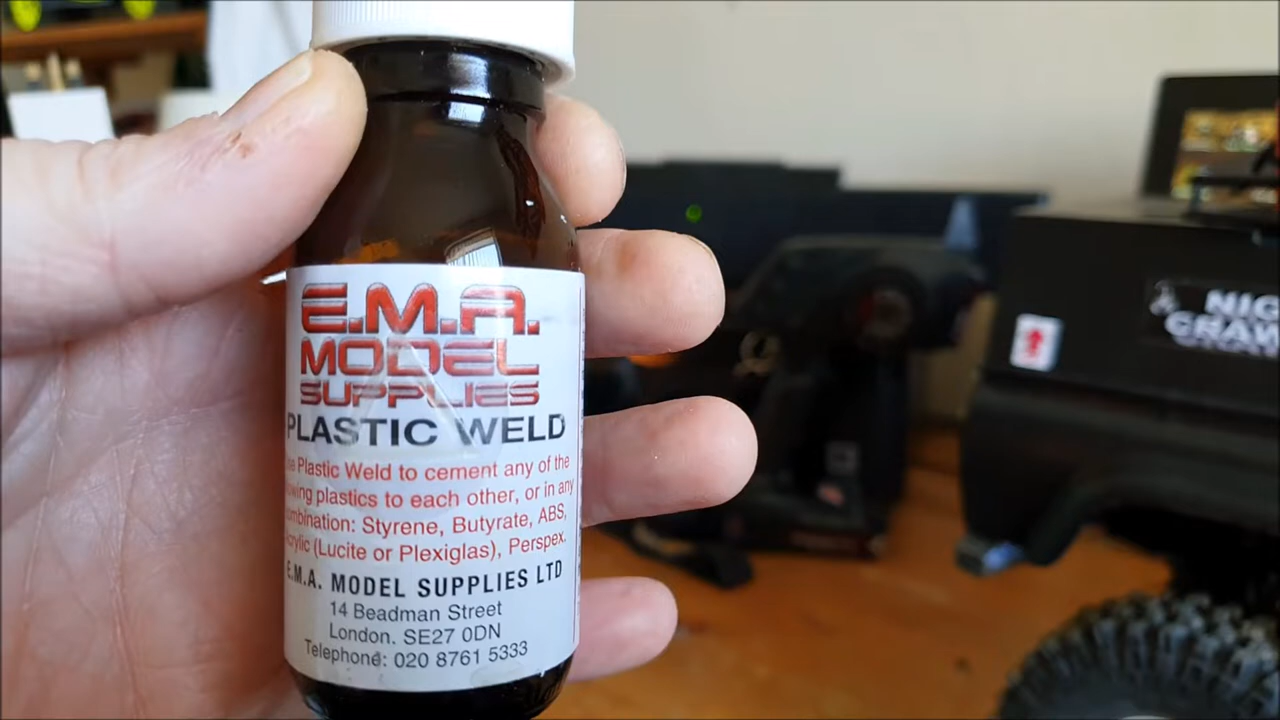 E.M.A.
MODEL
SUPPLIES
PLASTIC WELD
Plastic Weld to cement any of the
plastics to each other, or in any
Styrene, Butyrate, ABS,
(Lucite or Plexiglas), Perspex.
E.M.A. MODEL SUPPLIES LTD
14 Beadman Street
London. SE27 0DN
Telephone: 020 8761 5333